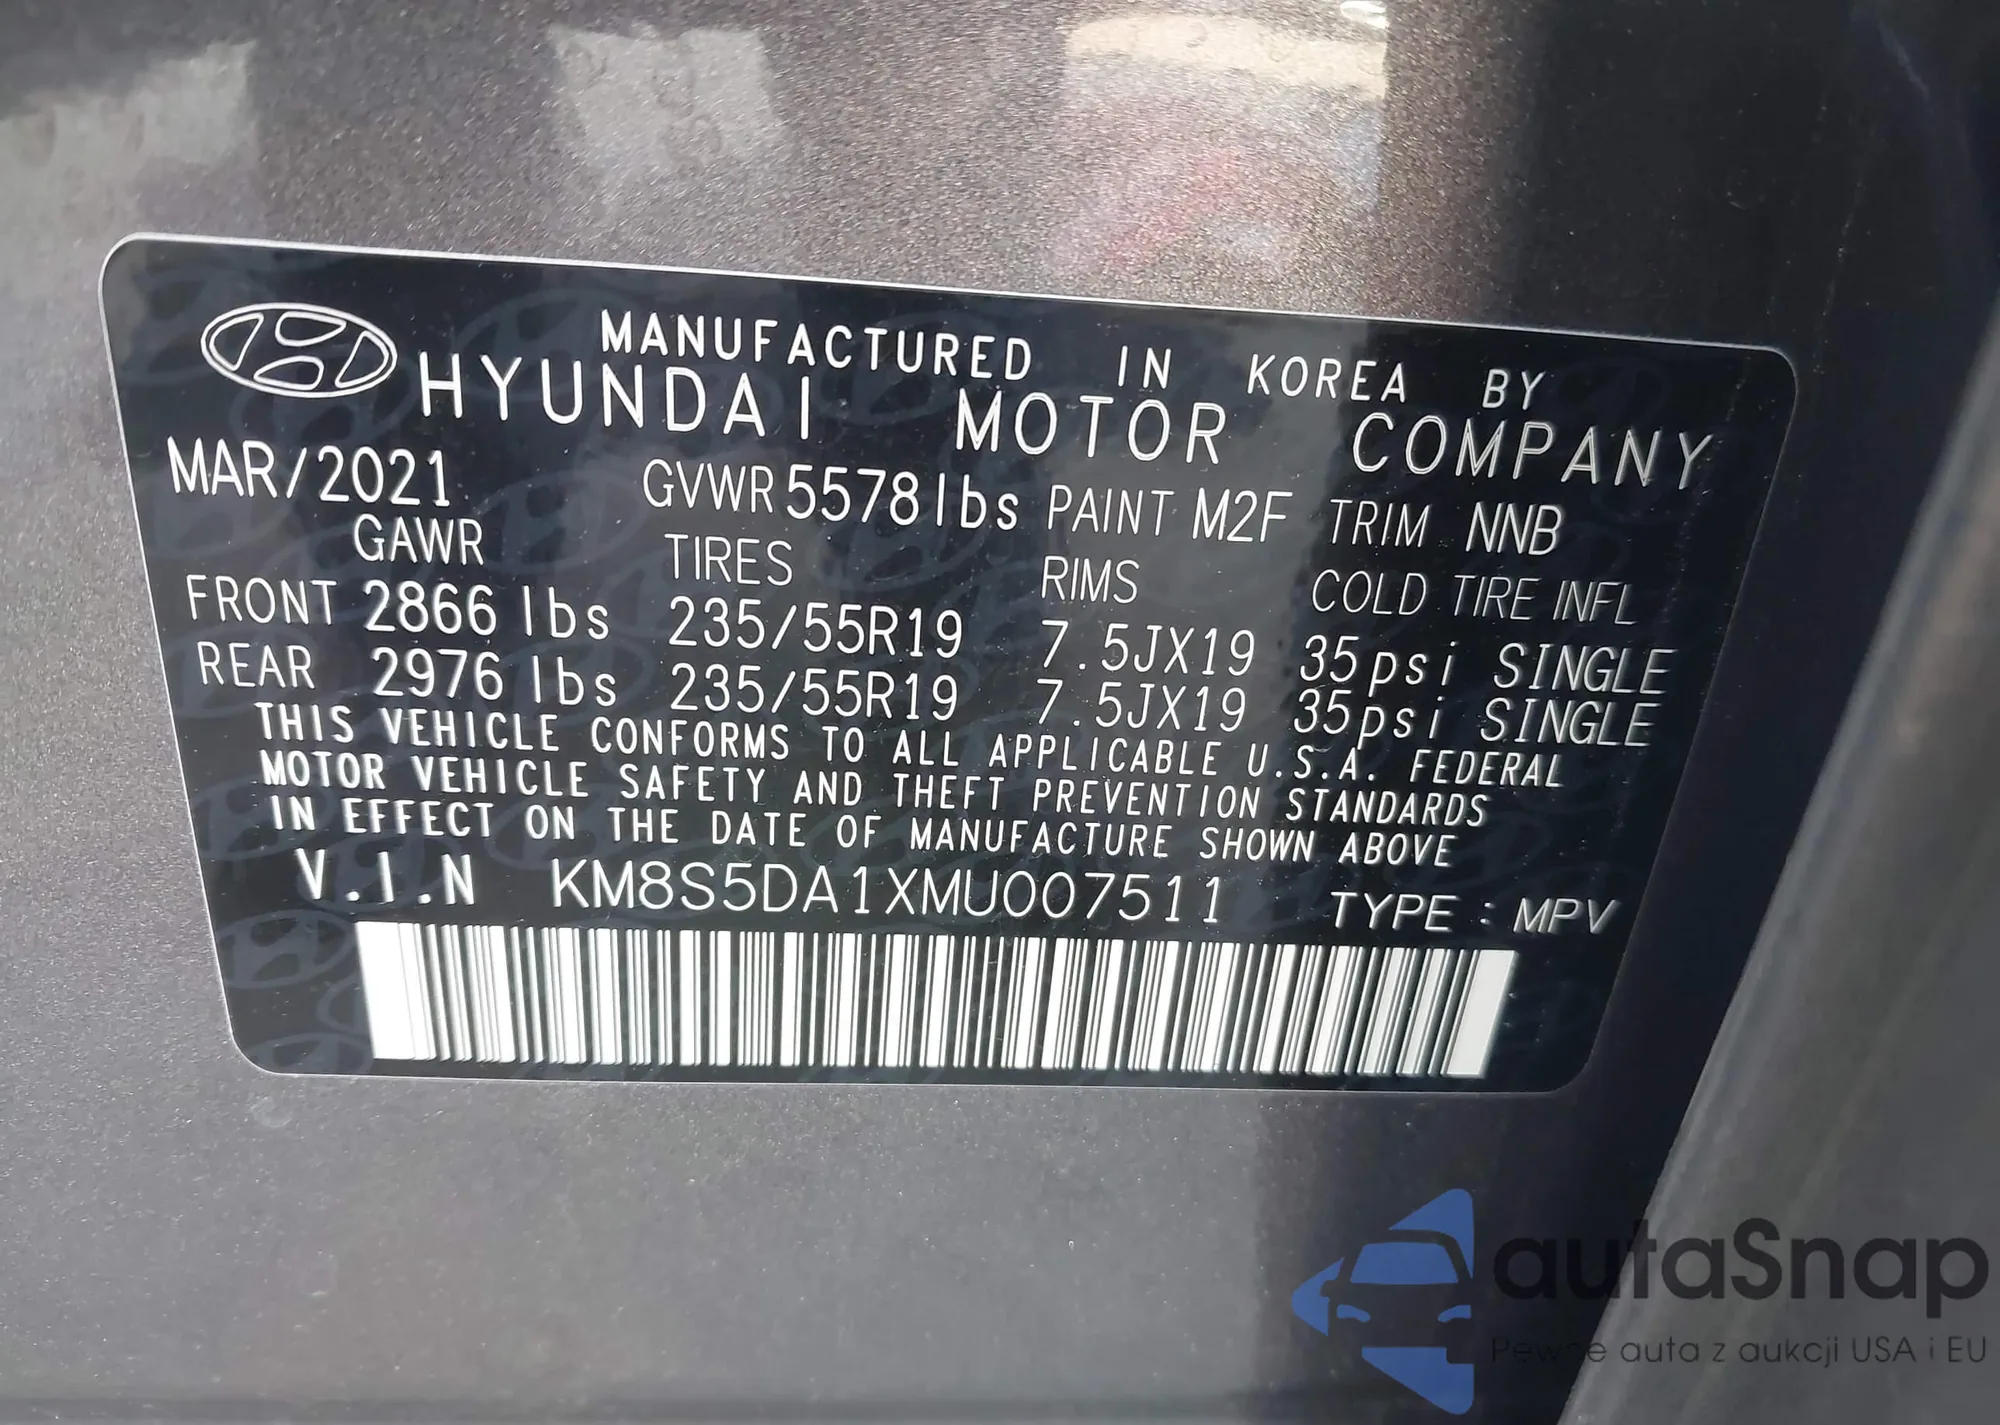 MANUFACTURED IN KOREA BY
HYUNDAI MOTOR COMPANY
MAR/2021 GVWR 5578lbs PAINT M2F TRIM NNB
GAWR TIRES RIMS COLD TIRE INFL
FRONT 2866 lbs 235/55R19 7.5JX19 35psi SINGLE
REAR 2976 lbs 235/55R19 7.5JX19 35psi SINGLE
THIS VEHICLE CONFORMS TO ALL APPLICABLE U.S.A. FEDERAL
MOTOR VEHICLE SAFETY AND THEFT PREVENTION STANDARDS
IN EFFECT ON THE DATE OF MANUFACTURE SHOWN ABOVE
V.I.N KM8S5DA1XMU007511 TYPE : MPV
autaSnap
Pewne auta z aukcji USA i EU